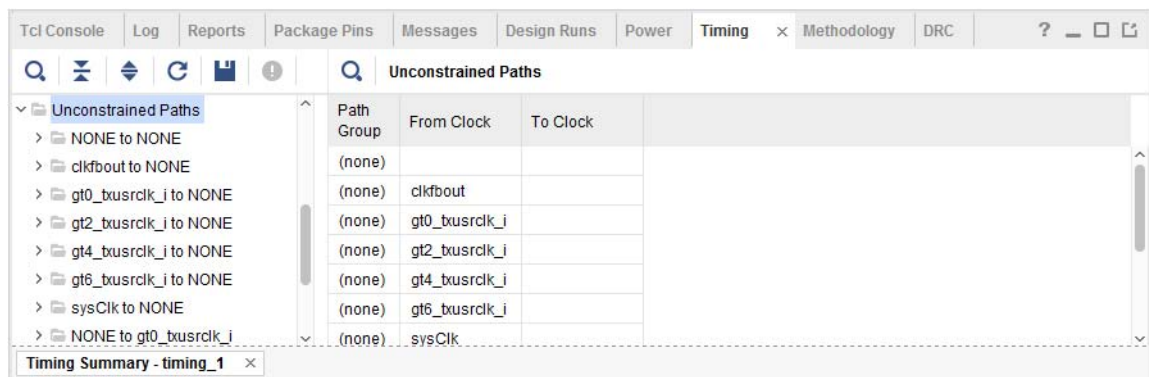 Tcl Console Log Reports Package Pins Messages Design Runs Power Timing × Methodology DRC ?
Unconstrained Paths
Unconstrained Paths
NONE to NONE
clkfbout to NONE
gt0_txusrclk_i to NONE
gt2_txusrclk_i to NONE
gt4_txusrclk_i to NONE
gt6_txusrclk_i to NONE
sysClk to NONE
NONE to gt0_txusrclk_i
Path Group From Clock To Clock
(none)
(none) clkfbout
(none) gt0_txusrclk_i
(none) gt2_txusrclk_i
(none) gt4_txusrclk_i
(none) gt6_txusrclk_i
(none) sysClk
Timing Summary - timing_1 ×